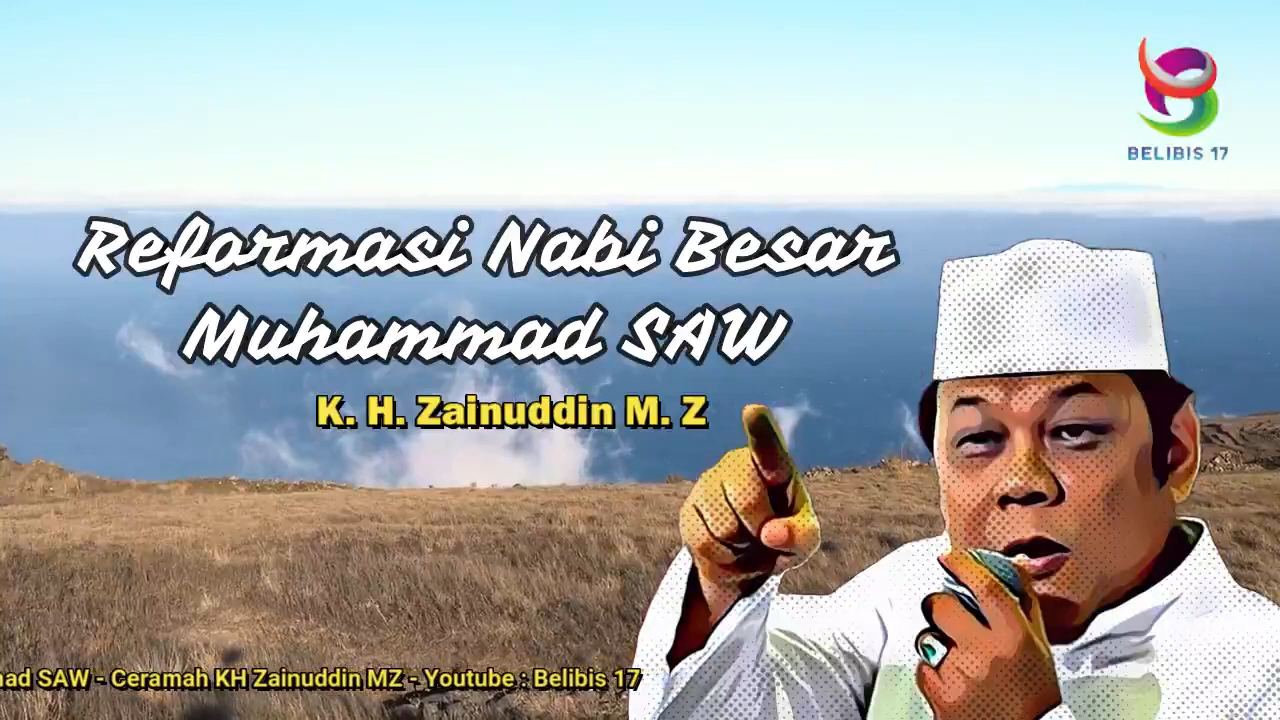 BELIBIS 17
Reformasi Nabi Besar
Muhammad SAW
K. H. Zainuddin M. Z
ad SAW - Ceramah KH Zainuddin MZ - Youtube : Belibis 17